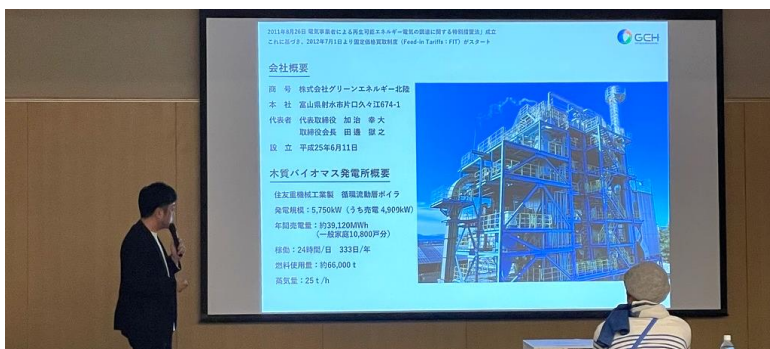 2011年8月26日 電気事業者による再生可能エネルギー電気の調達に関する特別措置法」成立
これに基づき、2012年7月1日より固定価格買取制度（Feed-in Tariffs：FIT）がスタート
GCH
会社概要
商 号 株式会社グリーンエネルギー北陸
本 社 富山県射水市片口久々江674-1
代表者 代表取締役 加治 幸大
取締役会長 田邊 獄之
設 立 平成25年6月11日
木質バイオマス発電所概要
住友重機械工業製 循環流動層ボイラ
発電規模：5,750kW（うち売電 4,900kW）
年間売電量：約39,120MWh
（一般家庭10,800戸分）
稼働：24時間/日 333日/年
燃料使用量：約66,000ｔ
蒸気量：25ｔ/h